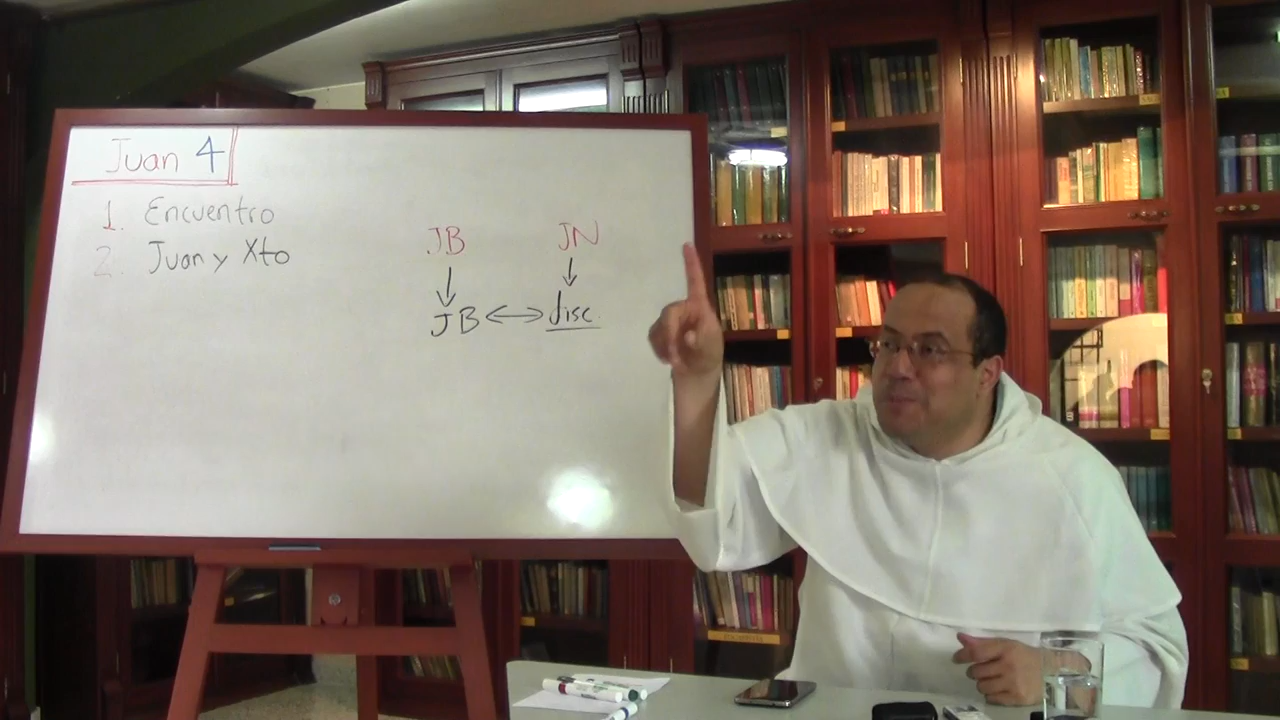 Juan 4
1. Encuentro
2. Juan y Xto
JB JN
↓ ↓
JB ↔ disc.